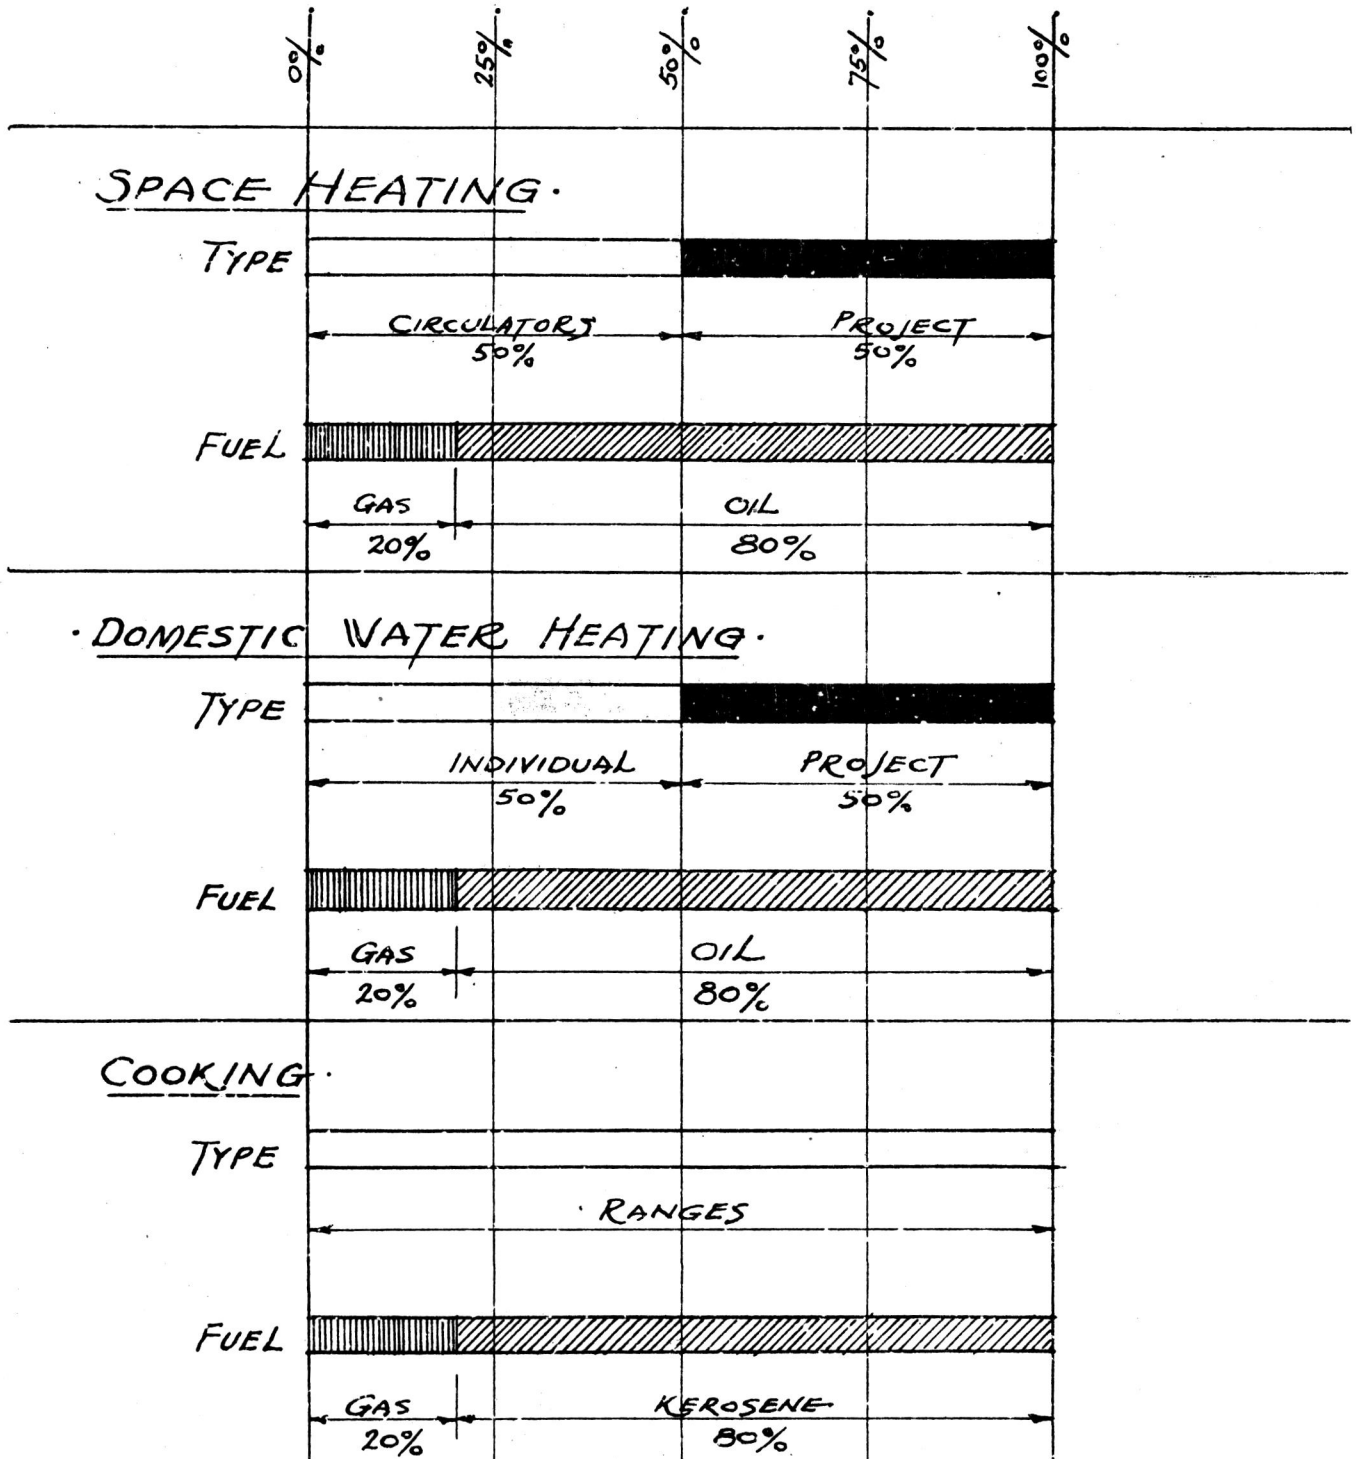 0% 25% 50% 75% 100%
SPACE HEATING.
TYPE
CIRCULATORS PROJECT
50% 50%
FUEL
GAS OIL
20% 80%
DOMESTIC WATER HEATING.
TYPE
INDIVIDUAL PROJECT
50% 50%
FUEL
GAS OIL
20% 80%
COOKING.
TYPE
RANGES
FUEL
GAS KEROSENE
20% 80%